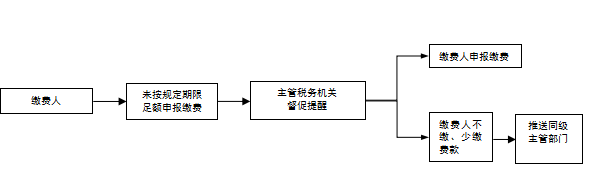 缴费人
未按规定期限
足额申报缴费
主管税务机关
督促提醒
缴费人申报缴费
缴费人不
缴、少缴
费款
推送同级
主管部门